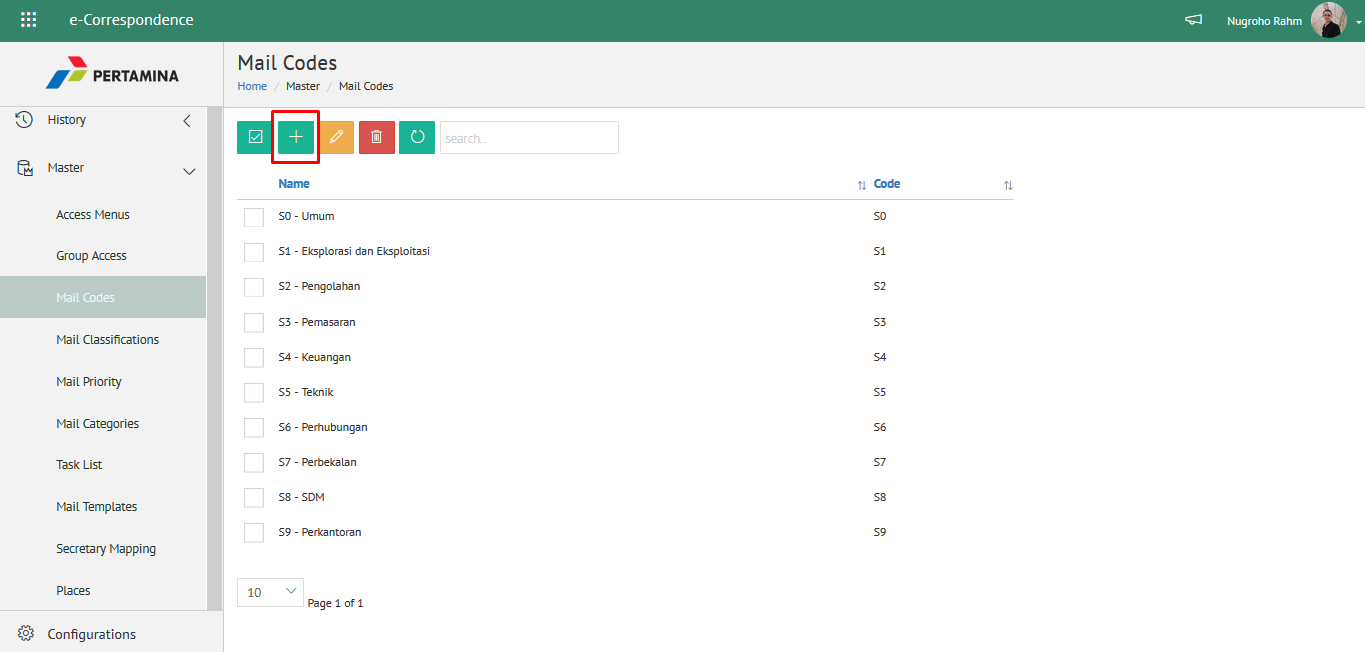 e-Correspondence
Nugroho Rahm
PERTAMINA
History
Master
Access Menus
Group Access
Mail Codes
Mail Classifications
Mail Priority
Mail Categories
Task List
Mail Templates
Secretary Mapping
Places
Configurations
Mail Codes
Home / Master / Mail Codes
search..
Name Code
S0 - Umum S0
S1 - Eksplorasi dan Eksploitasi S1
S2 - Pengolahan S2
S3 - Pemasaran S3
S4 - Keuangan S4
S5 - Teknik S5
S6 - Perhubungan S6
S7 - Perbekalan S7
S8 - SDM S8
S9 - Perkantoran S9
10 Page 1 of 1